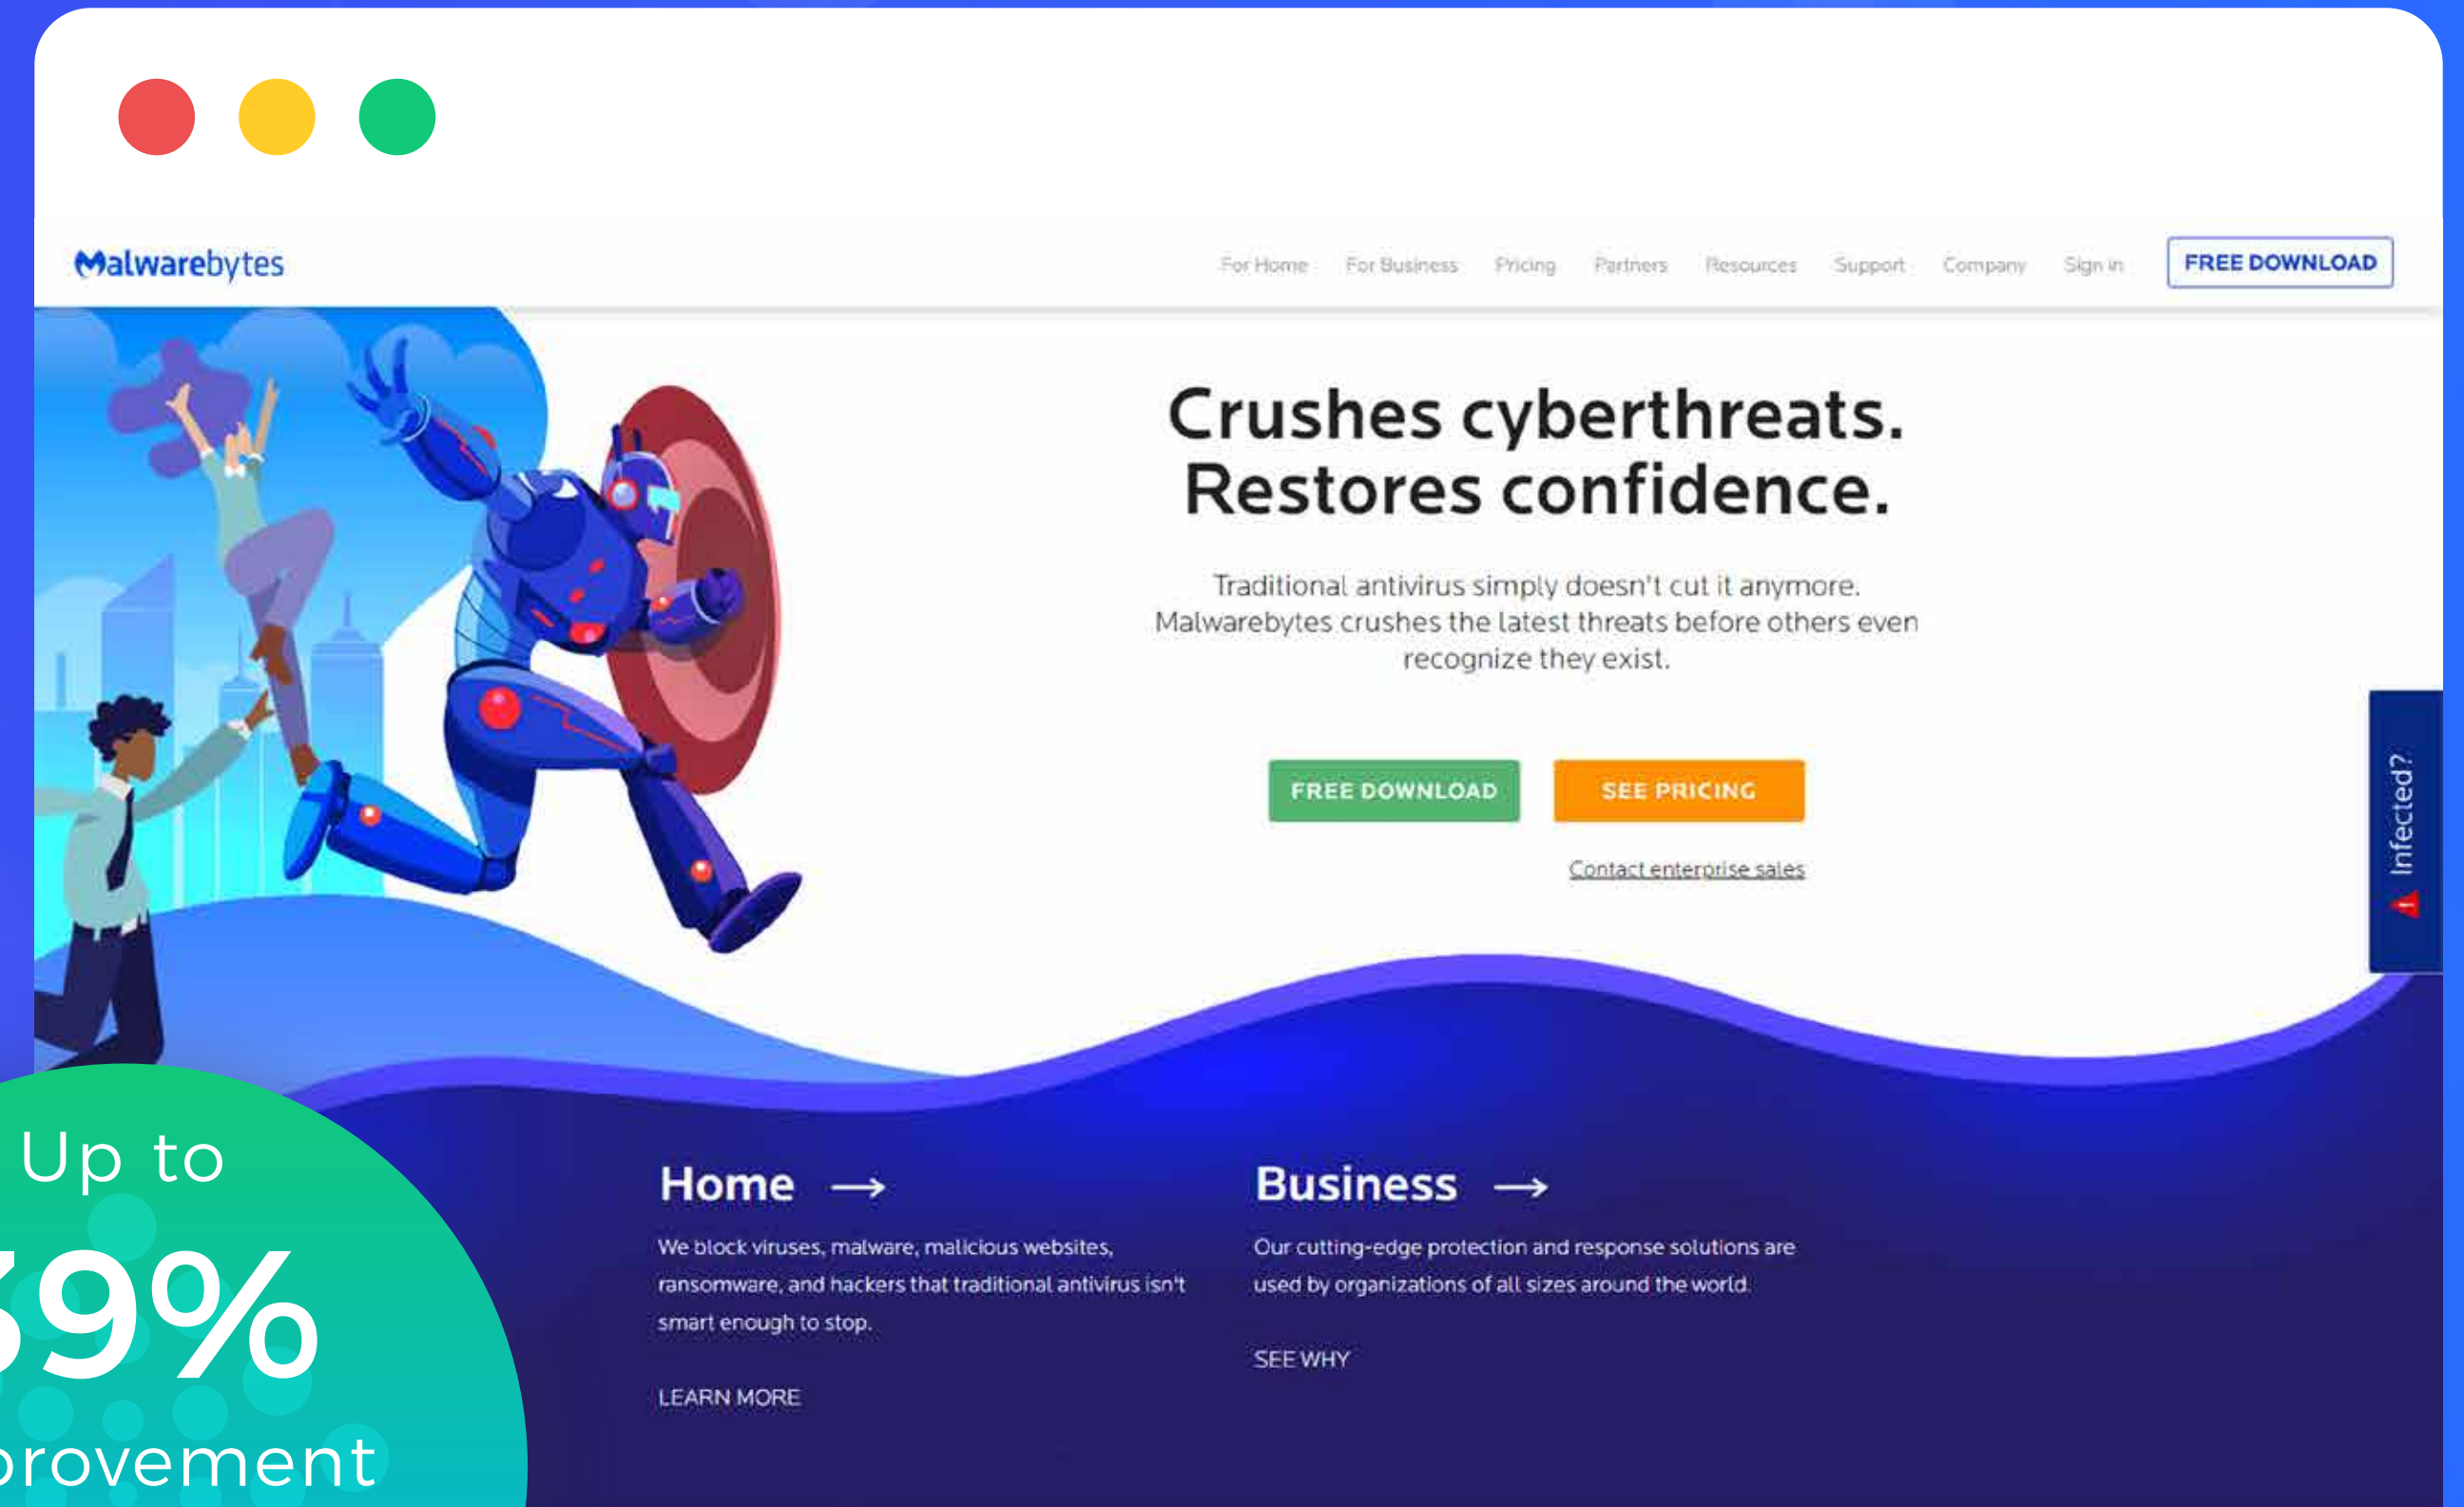 Malwarebytes
For Home For Business Pricing Partners Resources Support Company Sign in FREE DOWNLOAD
Crushes cyberthreats.
Restores confidence.
Traditional antivirus simply doesn't cut it anymore.
Malwarebytes crushes the latest threats before others even
recognize they exist.
FREE DOWNLOAD SEE PRICING
Contact enterprise sales
Infected?
Home →
We block viruses, malware, malicious websites,
ransomware, and hackers that traditional antivirus isn't
smart enough to stop.
LEARN MORE
Business →
Our cutting-edge protection and response solutions are
used by organizations of all sizes around the world.
SEE WHY
Up to
9%
provement